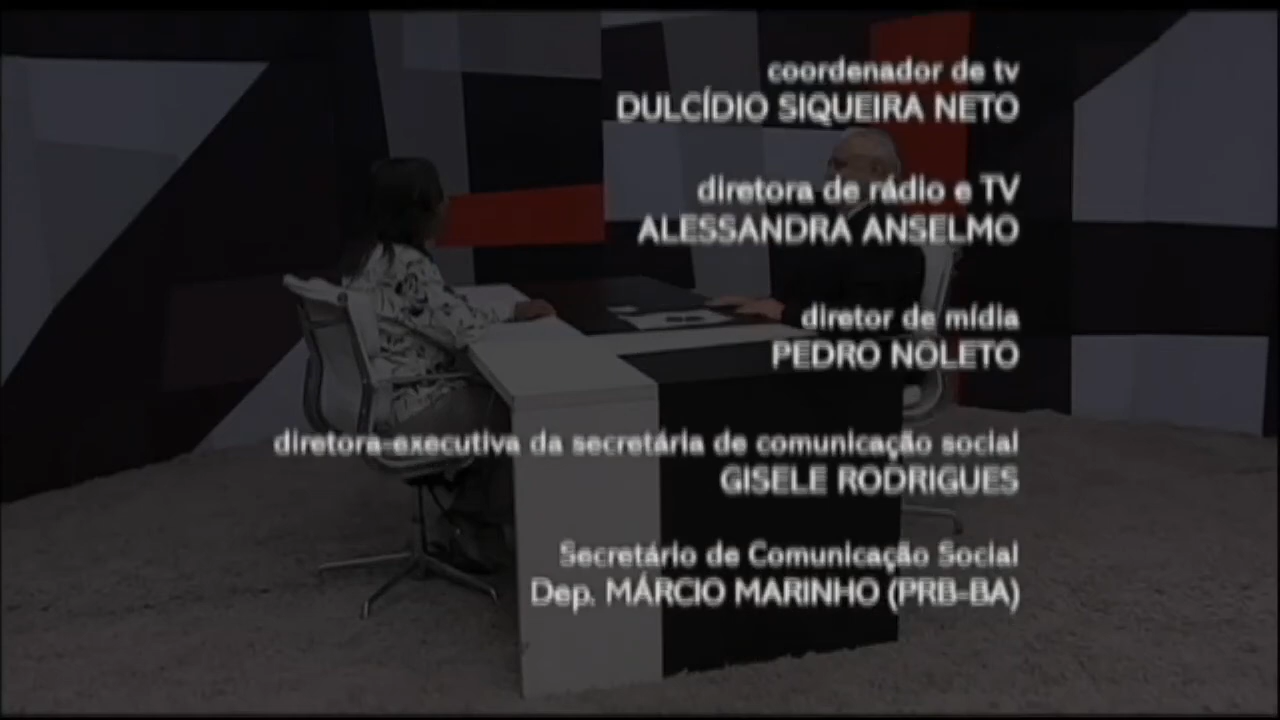 coordenador de tv
DULCÍDIO SIQUEIRA NETO
diretora de rádio e TV
ALESSANDRA ANSELMO
diretor de mídia
PEDRO NOLETO
diretora-executiva da secretária de comunicação social
GISELE RODRIGUES
Secretário de Comunicação Social
Dep. MÁRCIO MARINHO (PRB-BA)